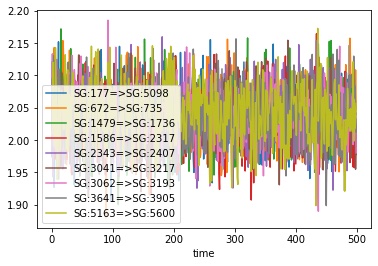 2.20
2.15
2.10
2.05
2.00
1.95
1.90
SG:177=>SG:5098
SG:672=>SG:735
SG:1479=>SG:1736
SG:1586=>SG:2317
SG:2343=>SG:2407
SG:3041=>SG:3217
SG:3062=>SG:3193
SG:3641=>SG:3905
SG:5163=>SG:5600
0 100 200 300 400 500
time